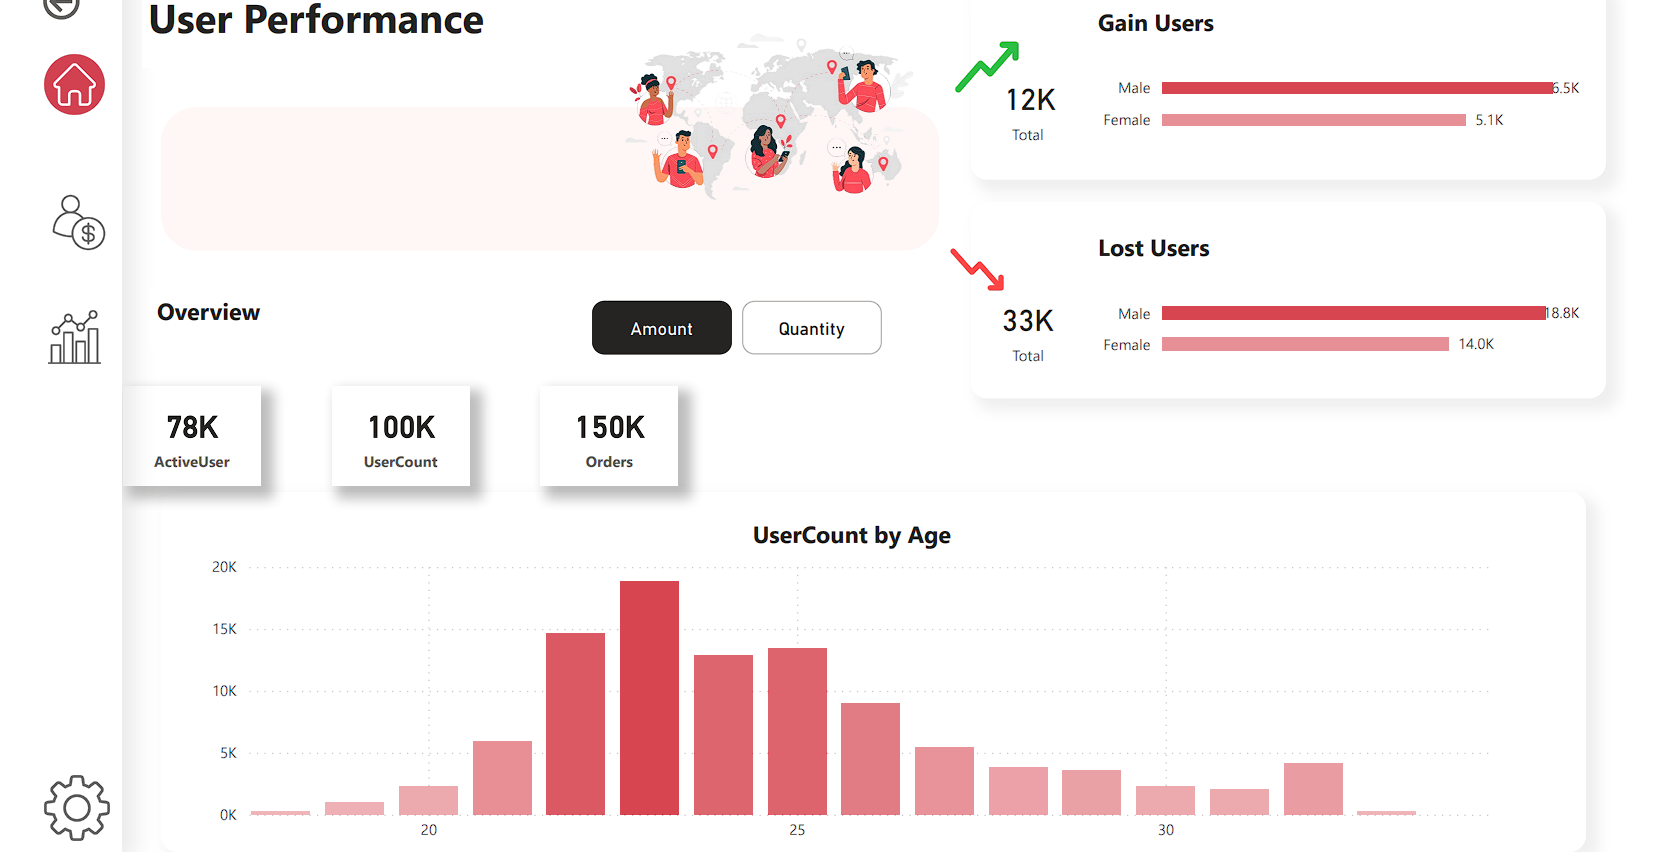 User Performance
Gain Users
12K
Total
Male 6.5K
Female 5.1K
Lost Users
33K
Total
Male 18.8K
Female 14.0K
Overview
Amount
Quantity
78K
ActiveUser
100K
UserCount
150K
Orders
UserCount by Age
20K
15K
10K
5K
0K
20 25 30